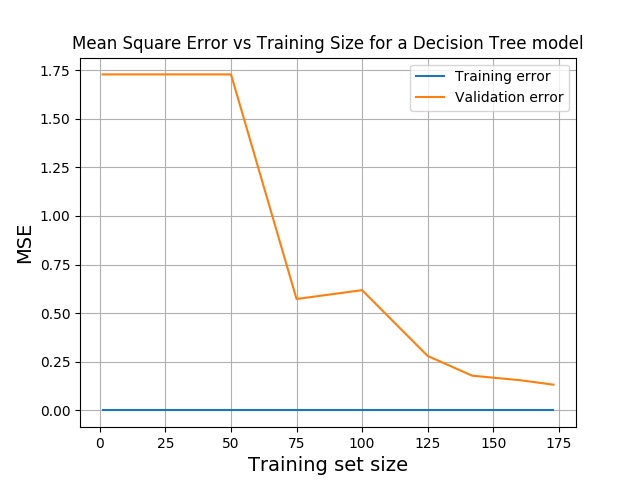 Mean Square Error vs Training Size for a Decision Tree model
Training error
Validation error
1.75
1.50
1.25
1.00
0.75
0.50
0.25
0.00
MSE
0 25 50 75 100 125 150 175
Training set size